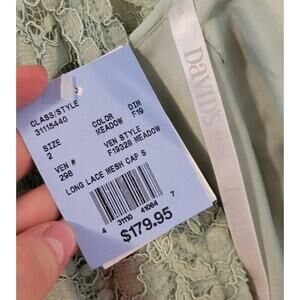 CLASS/STYLE
31115440
COLOR
MEADOW
DIM
F19
SIZE
2
VEN STYLE
F19328 MEADOW
VEN #
298
LONG LACE MESH CAP S
4 31110 41064 7
$179.95
DAVID'S